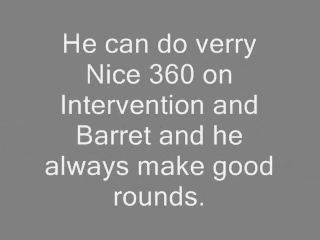 He can do verry
Nice 360 on
Intervention and
Barret and he
always make good
rounds.